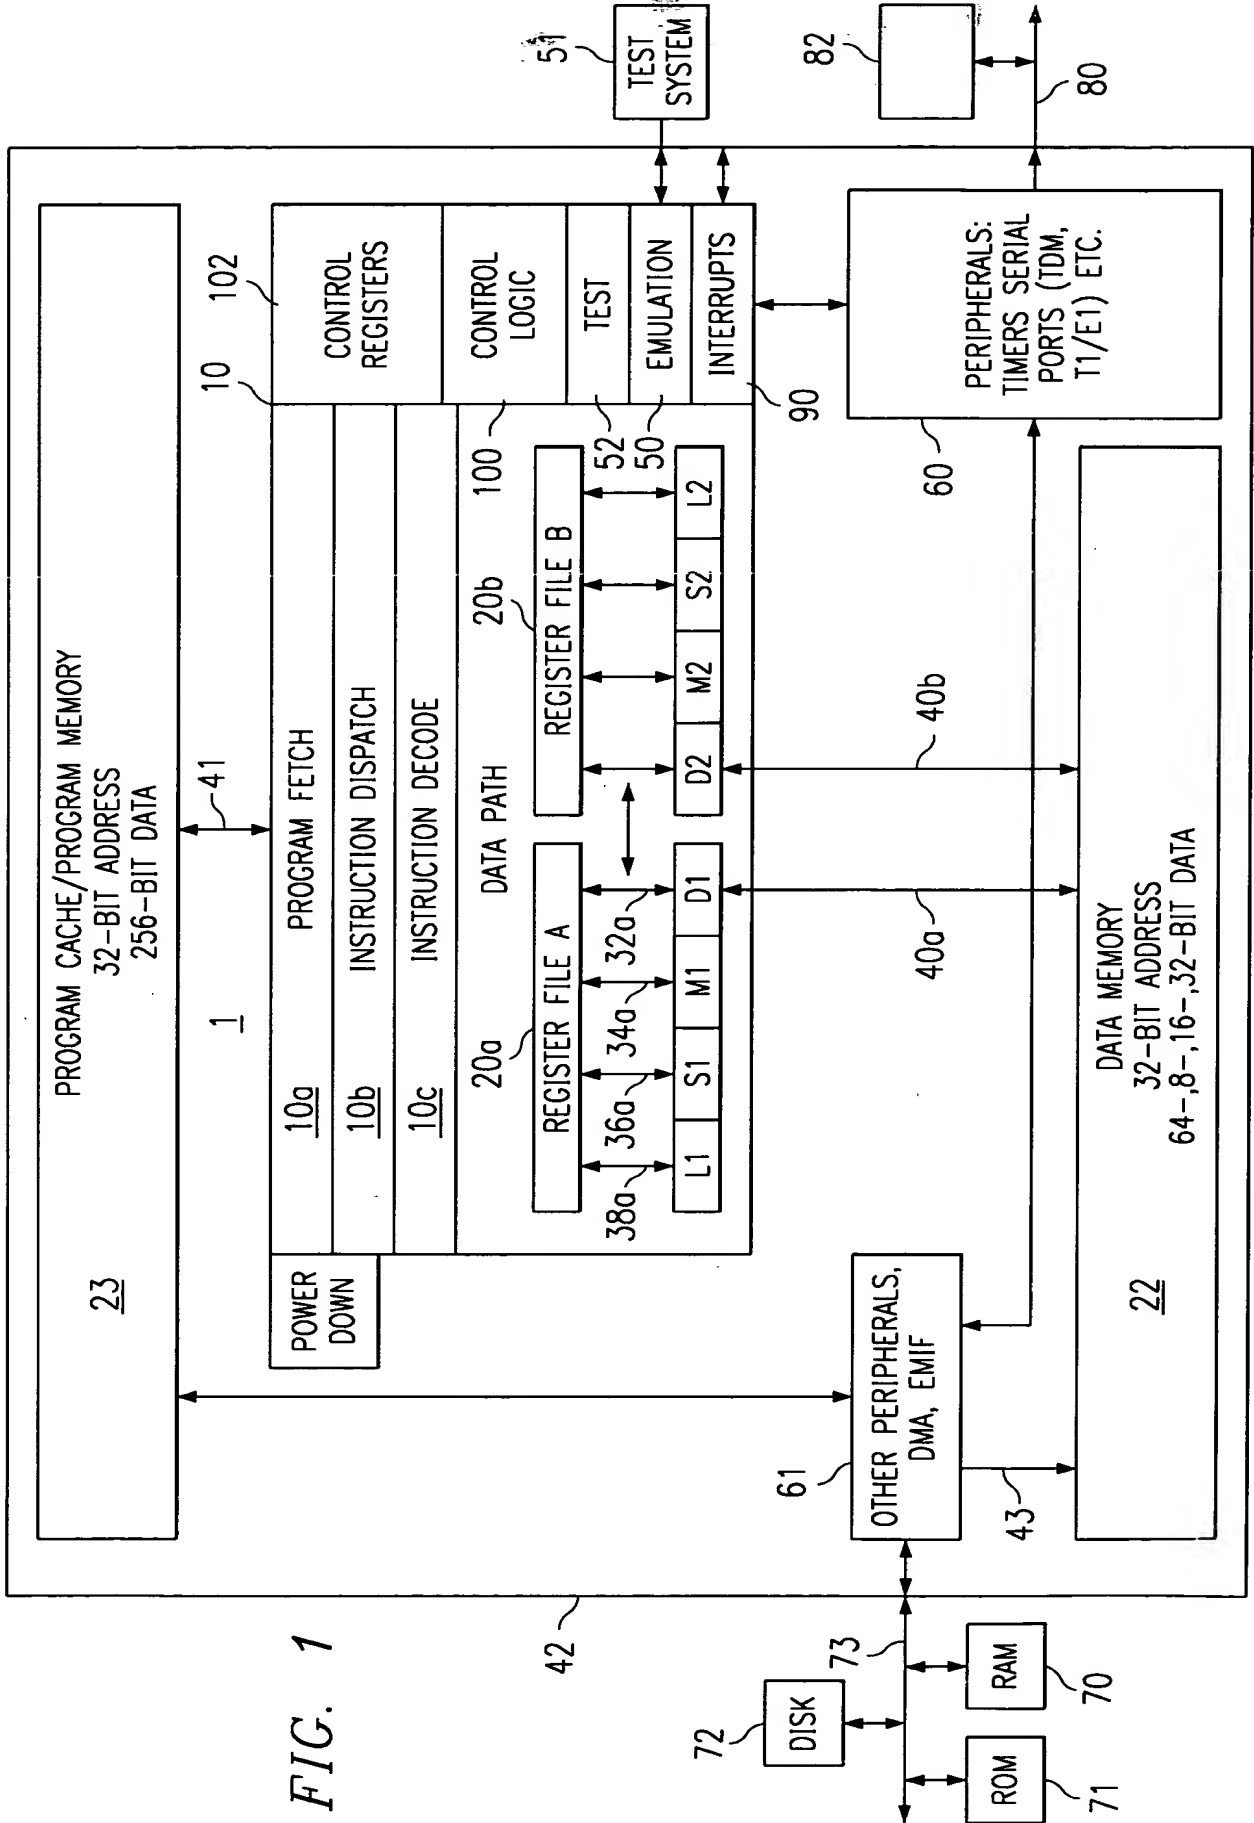 FIG. 1
PROGRAM CACHE/PROGRAM MEMORY
32-BIT ADDRESS
256-BIT DATA
23
41
1
10
102
POWER
DOWN
10a
PROGRAM FETCH
10b
INSTRUCTION DISPATCH
10c
INSTRUCTION DECODE
CONTROL
REGISTERS
CONTROL
LOGIC
TEST
EMULATION
INTERRUPTS
100
52
50
90
DATA PATH
20a
REGISTER FILE A
20b
REGISTER FILE B
38a
36a
34a
32a
L1
S1
M1
D1
D2
M2
S2
L2
51
TEST
SYSTEM
82
80
40a
40b
60
PERIPHERALS:
TIMERS SERIAL
PORTS (TDM,
T1/E1) ETC.
61
OTHER PERIPHERALS,
DMA, EMIF
43
DATA MEMORY
32-BIT ADDRESS
64-,8-,16-,32-BIT DATA
22
42
73
72
DISK
RAM
70
ROM
71